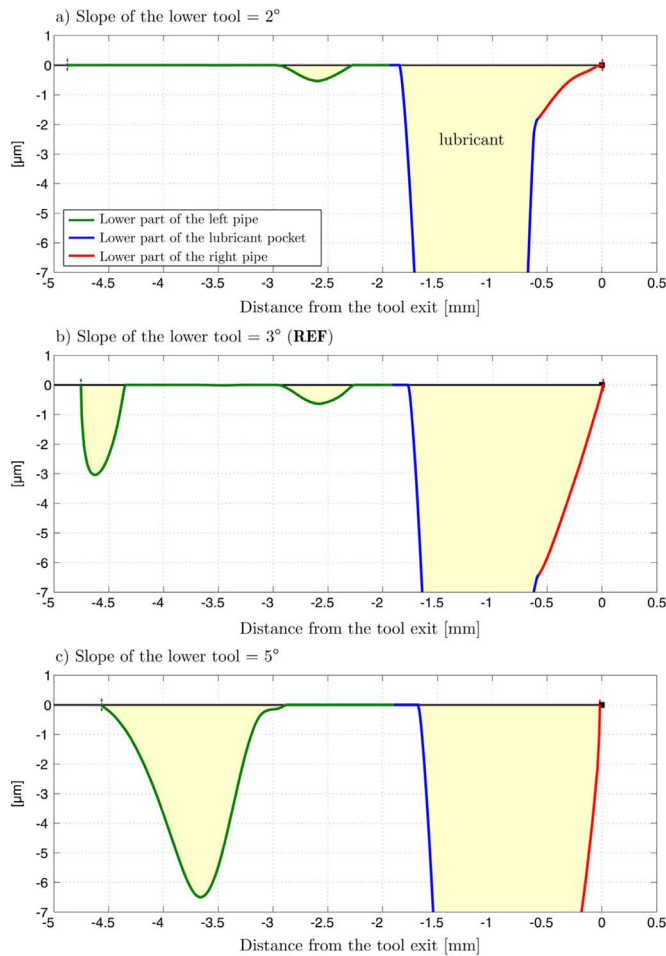 a) Slope of the lower tool = 2°
1
0
-1
-2
-3
-4
-5
-6
-7
[µm]
lubricant
Lower part of the left pipe
Lower part of the lubricant pocket
Lower part of the right pipe
-5 -4.5 -4 -3.5 -3 -2.5 -2 -1.5 -1 -0.5 0 0.5
Distance from the tool exit [mm]
b) Slope of the lower tool = 3° (REF)
1
0
-1
-2
-3
-4
-5
-6
-7
[µm]
-5 -4.5 -4 -3.5 -3 -2.5 -2 -1.5 -1 -0.5 0 0.5
Distance from the tool exit [mm]
c) Slope of the lower tool = 5°
1
0
-1
-2
-3
-4
-5
-6
-7
[µm]
-5 -4.5 -4 -3.5 -3 -2.5 -2 -1.5 -1 -0.5 0 0.5
Distance from the tool exit [mm]